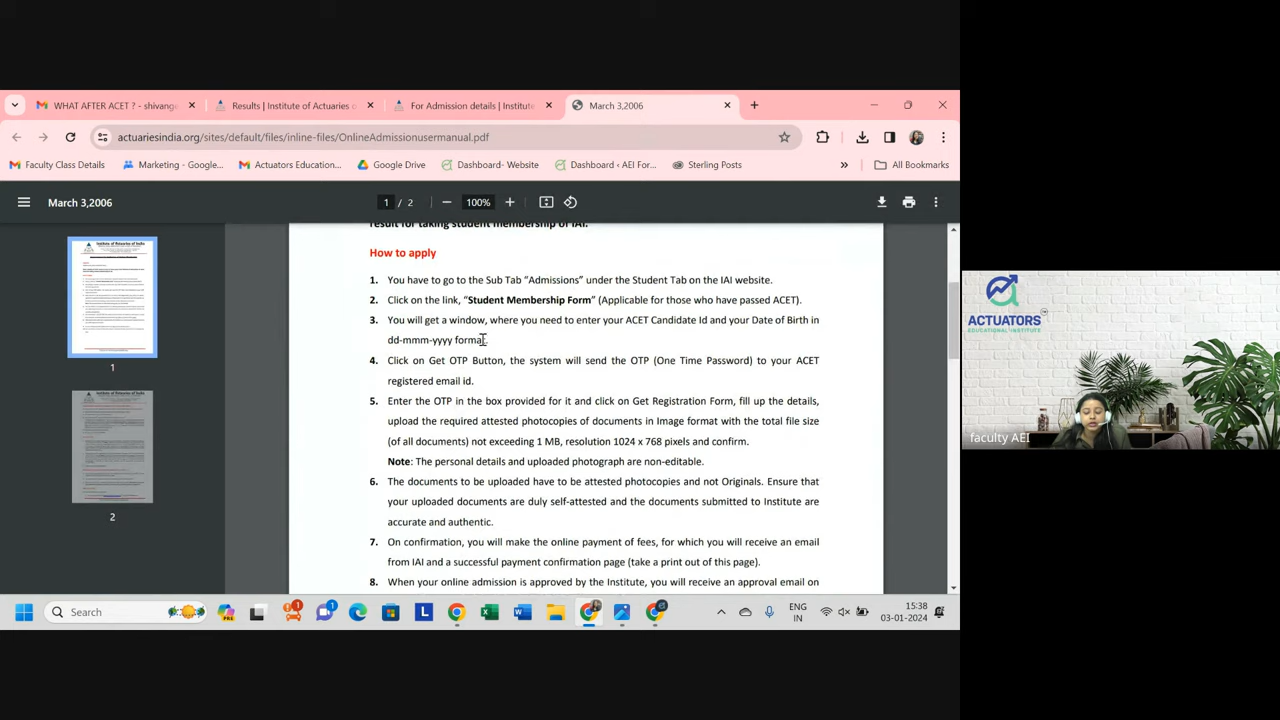 WHAT AFTER ACET ? - shivange
Results | Institute of Actuaries o
For Admission details | Institute
March 3,2006
actuariesindia.org/sites/default/files/inline-files/OnlineAdmissionusermanual.pdf
Faculty Class Details
Marketing - Google...
Actuators Education...
Google Drive
Dashboard- Website
Dashboard ‹ AEI For...
Sterling Posts
»
All Bookmarks
March 3,2006
1 / 2
100%
1
2
result for taking student membership of IAI.
How to apply
1. You have to go to the Sub Tab "Admissions" under the Student Tab on the IAI website.
2. Click on the link, "Student Membership Form" (Applicable for those who have passed ACET).
3. You will get a window, where you need to enter your ACET Candidate Id and your Date of Birth in
dd-mmm-yyyy format.
4. Click on Get OTP Button, the system will send the OTP (One Time Password) to your ACET
registered email id.
5. Enter the OTP in the box provided for it and click on Get Registration Form, fill up the details,
upload the required attested photocopies of documents in Image format with the total file size
(of all documents) not exceeding 1 MB, resolution 1024 x 768 pixels and confirm.
Note: The personal details and uploaded photograph are non-editable.
6. The documents to be uploaded have to be attested photocopies and not Originals. Ensure that
your uploaded documents are duly self-attested and the documents submitted to Institute are
accurate and authentic.
7. On confirmation, you will make the online payment of fees, for which you will receive an email
from IAI and a successful payment confirmation page (take a print out of this page).
8. When your online admission is approved by the Institute, you will receive an approval email on
ACTUATORS
EDUCATIONAL INSTITUTE
faculty AEI
Search
ENG
IN
15:38
03-01-2024